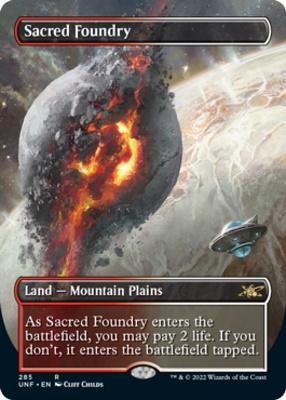 Sacred Foundry
Land — Mountain Plains
As Sacred Foundry enters the
battlefield, you may pay 2 life. If you
don't, it enters the battlefield tapped.
285 R
UNF • EN CLIFF CHILDS
™ & © 2022 Wizards of the Coast